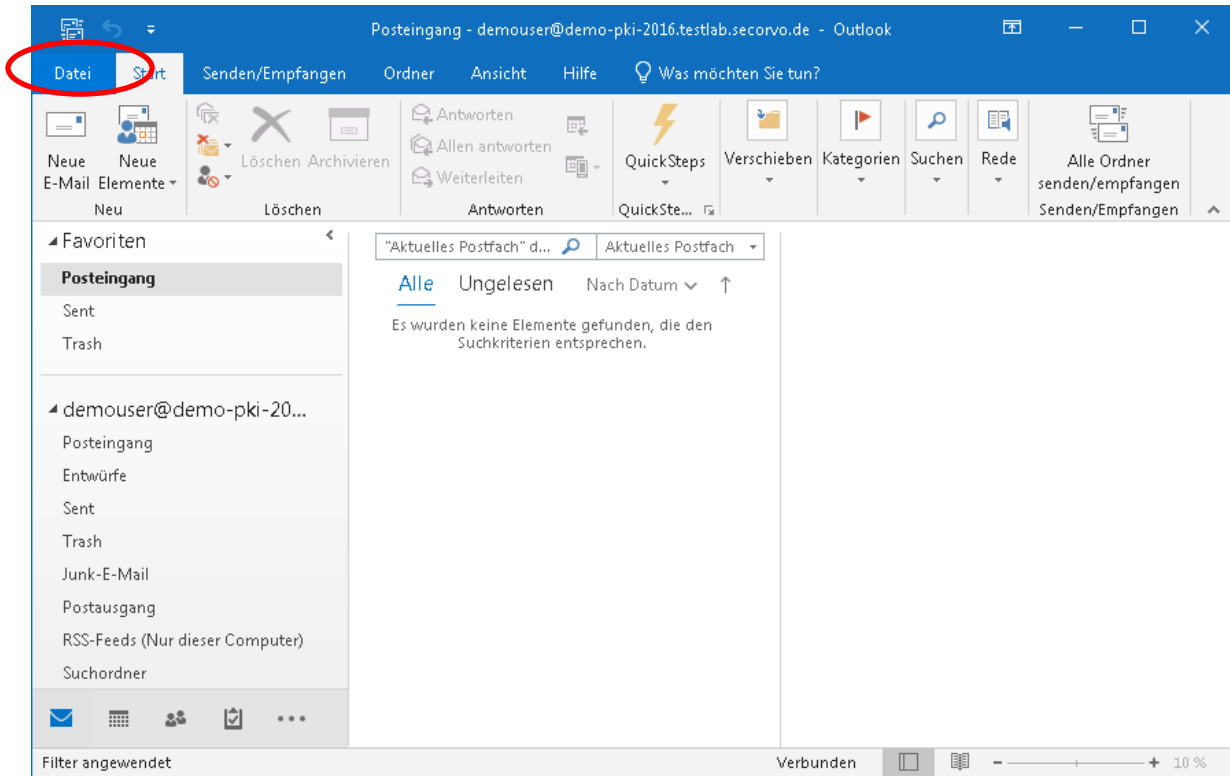 Posteingang - demouser@demo-pki-2016.testlab.secorvo.de - Outlook
Datei Start Senden/Empfangen Ordner Ansicht Hilfe Was möchten Sie tun?
Neue E-Mail
Neue Elemente
Löschen Archivieren
Antworten
Allen antworten
Weiterleiten
QuickSteps
Verschieben
Kategorien
Suchen
Rede
Alle Ordner
senden/empfangen
Neu Löschen Antworten QuickSte... Senden/Empfangen
Favoriten
Posteingang
Sent
Trash
demouser@demo-pki-20...
Posteingang
Entwürfe
Sent
Trash
Junk-E-Mail
Postausgang
RSS-Feeds (Nur dieser Computer)
Suchordner
"Aktuelles Postfach" d... Aktuelles Postfach
Alle Ungelesen Nach Datum
Es wurden keine Elemente gefunden, die den
Suchkriterien entsprechen.
Filter angewendet Verbunden 10 %